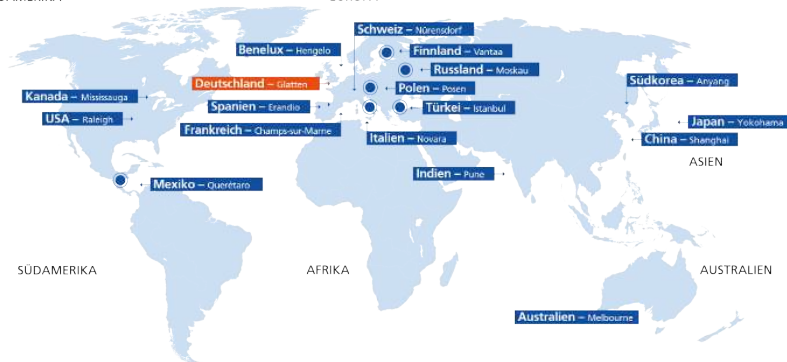 Schweiz – Nürensdorf
Benelux – Hengelo
Finnland – Vantaa
Russland – Moskau
Deutschland – Glatten
Polen – Posen
Südkorea – Anyang
Kanada – Mississauga
Spanien – Erandio
Türkei – Istanbul
USA – Raleigh
Japan – Yokohama
Frankreich – Champs-sur-Marne
Italien – Novara
China – Shanghai
ASIEN
Indien – Pune
Mexiko – Querétaro
SÜDAMERIKA
AFRIKA
AUSTRALIEN
Australien – Melbourne